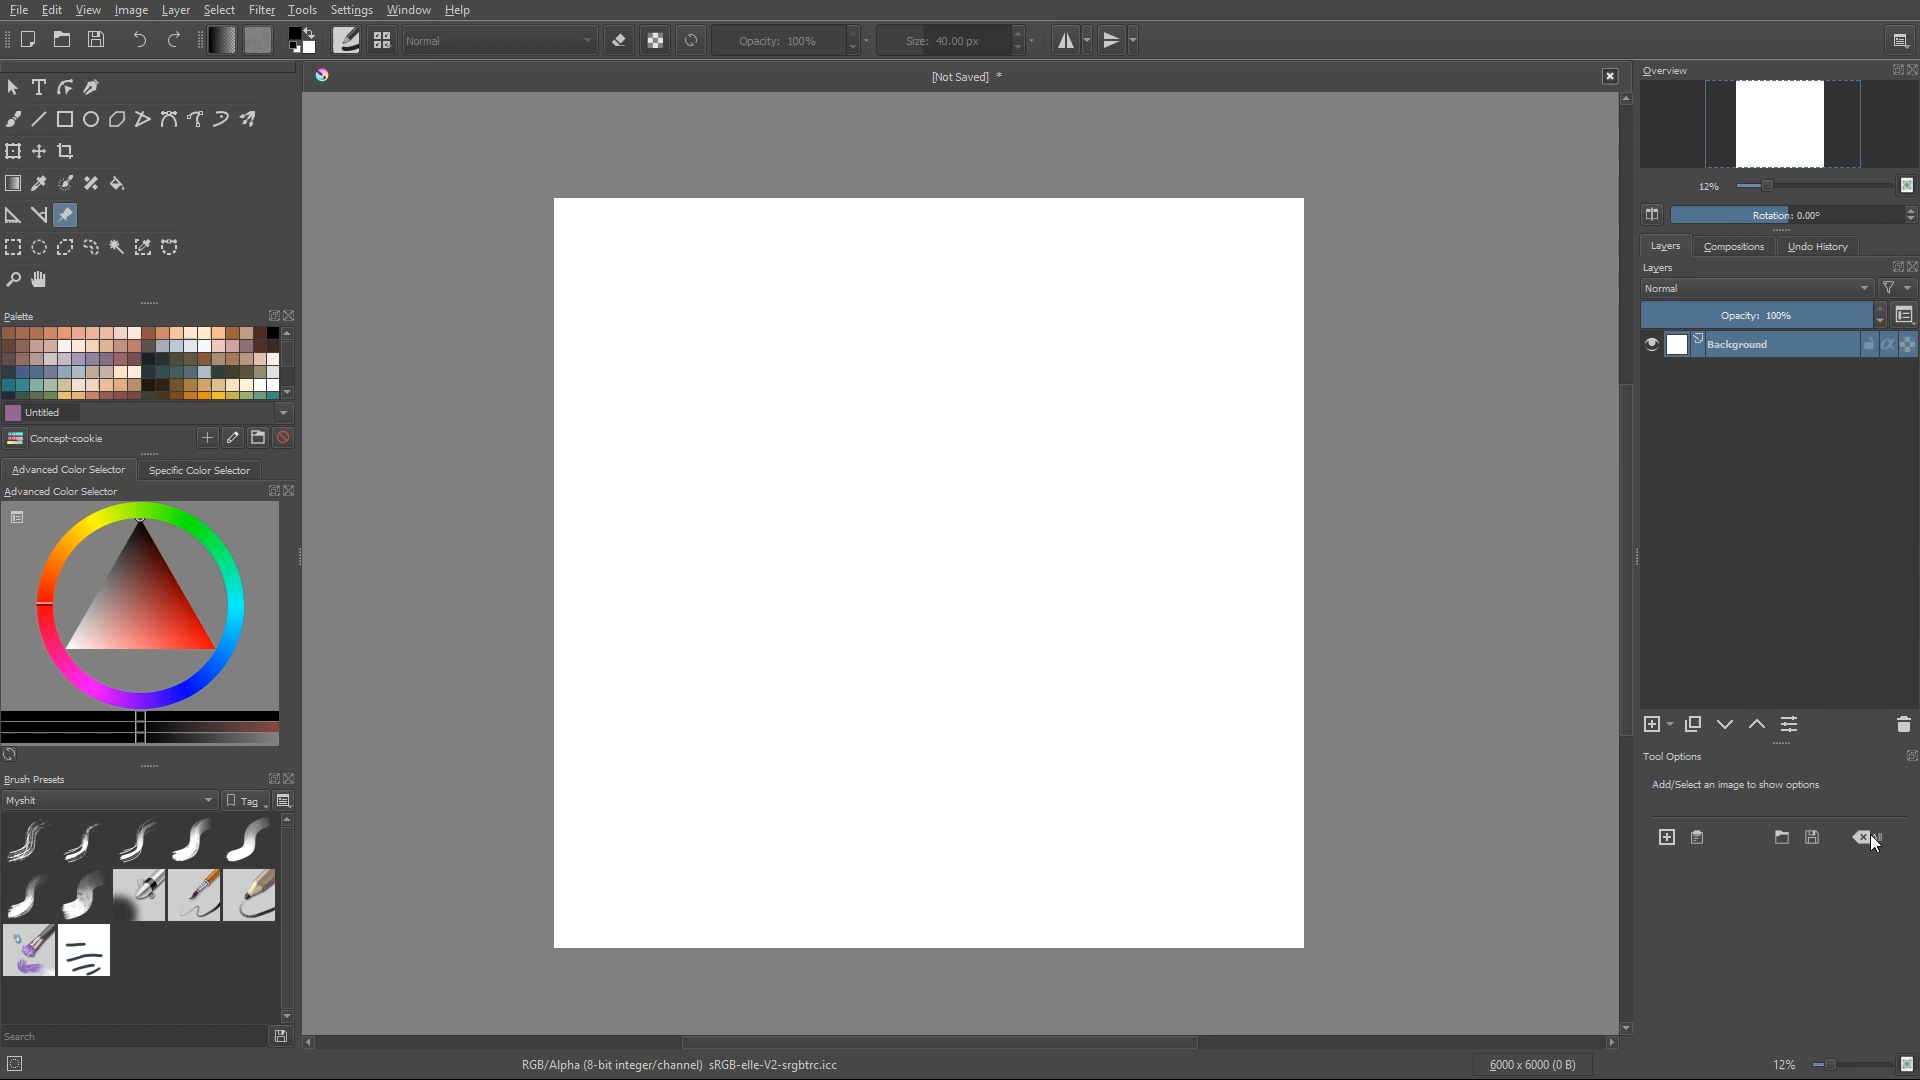 File Edit View Image Layer Select Filter Tools Settings Window Help
Normal Opacity: 100% Size: 40.00 px
[Not Saved] *
Overview
12%
Rotation: 0.00°
Layers Compositions Undo History
Layers
Normal
Opacity: 100%
Background
Palette
Untitled
Concept-cookie
Advanced Color Selector Specific Color Selector
Advanced Color Selector
Brush Presets
Myshit Tag
Search
Tool Options
Add/Select an image to show options
RGB/Alpha (8-bit integer/channel) sRGB-elle-V2-srgbtrc.icc 6000 x 6000 (0 B) 12%